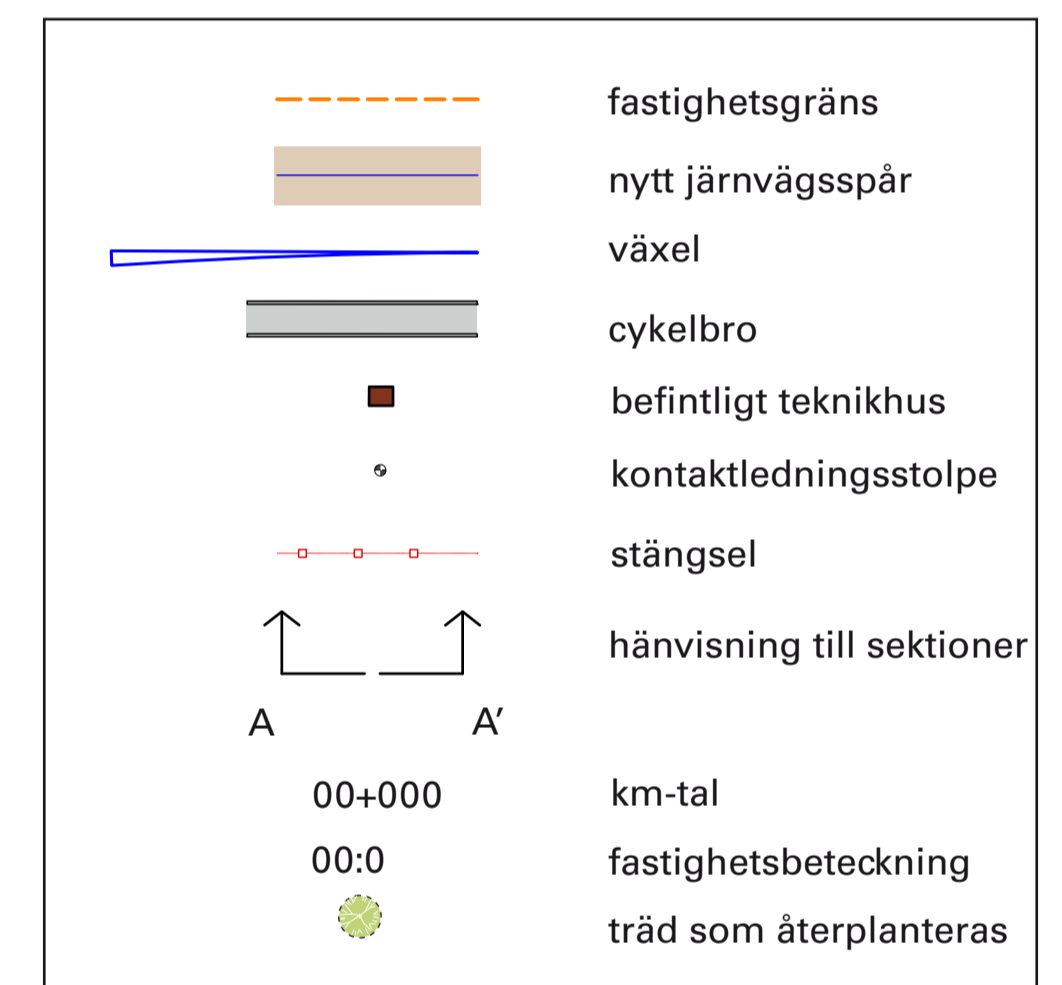 fastighetsgräns
nytt järnvägsspår
växel
cykelbro
befintligt teknikhus
kontaktledningsstolpe
stängsel
hänvisning till sektioner
A A′
00+000 km-tal
00:0 fastighetsbeteckning
träd som återplanteras